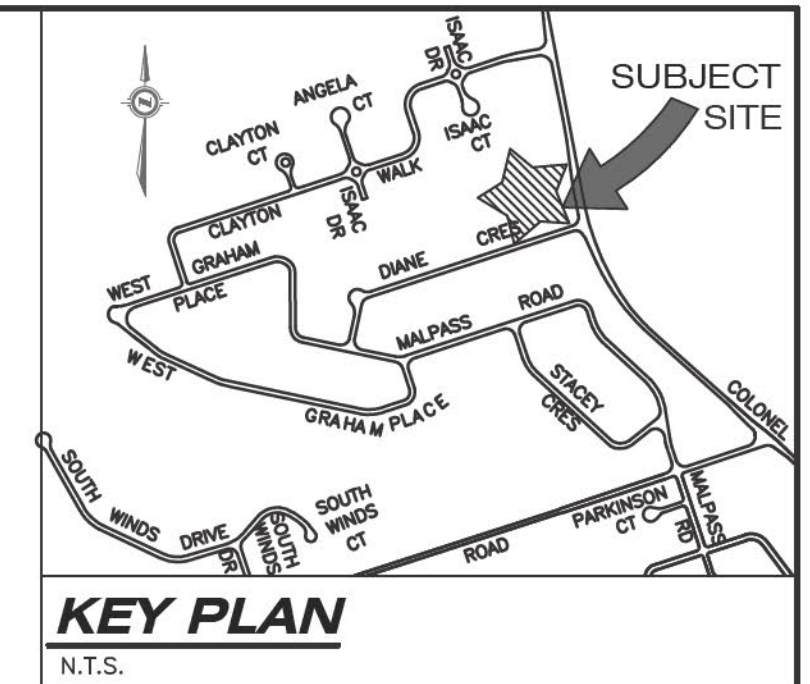 ISAAC
DR
SUBJECT
SITE
ANGELA
CT
CLAYTON
CT
ISAAC
CT
WALK
ISAAC
DR
CLAYTON
WEST
GRAHAM
PLACE
DIANE
CRES
WEST
GRAHAM PLACE
MALPASS
ROAD
STACEY
CRES
COLONEL
SOUTH
WINDS
DRIVE
DR
SOUTH
WINDS
SOUTH
WINDS
CT
ROAD
PARKINSON
CT
MALPASS
RD
KEY PLAN
N.T.S.